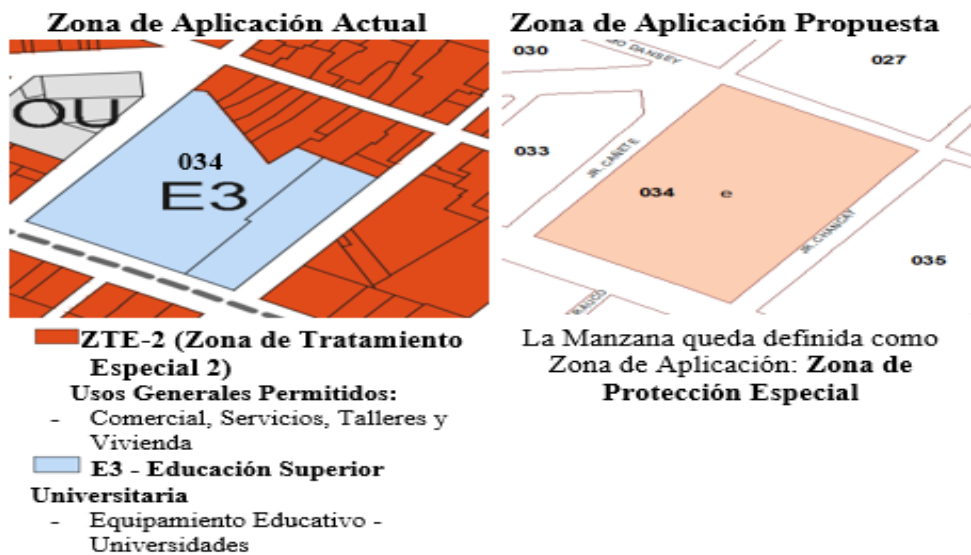 Zona de Aplicación Actual
OU
034
E3
ZTE-2 (Zona de Tratamiento
Especial 2)
Usos Generales Permitidos:
- Comercial, Servicios, Talleres y
Vivienda
E3 - Educación Superior
Universitaria
- Equipamiento Educativo -
Universidades
Zona de Aplicación Propuesta
030
027
033
JR. CAÑETE
034
e
JR. CHANCAY
035
La Manzana queda definida como
Zona de Aplicación: Zona de
Protección Especial